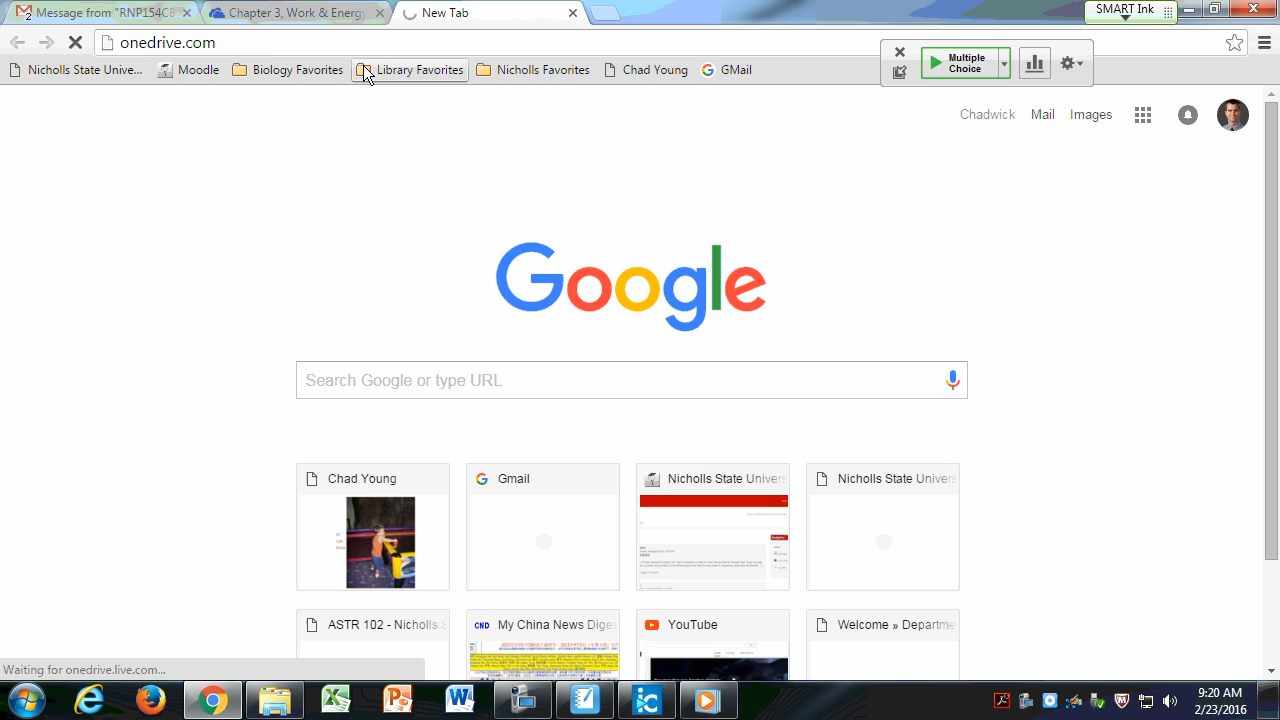 Message from "RNP154CE
Chapter 3, Work & Energy
New Tab
SMART Ink
onedrive.com
Multiple
Choice
Nicholls State Unive...
Moodle
Biology Favorites
Library Favorites
Nicholls Favorites
Chad Young
GMail
Chadwick
Mail
Images
Google
Search Google or type URL
Chad Young
Gmail
Nicholls State Univers
Nicholls State Univers
ASTR 102 - Nicholls S
CND My China News Diges
YouTube
Welcome » Departme
Waiting for onedrive.live.com...
9:20 AM
2/23/2016